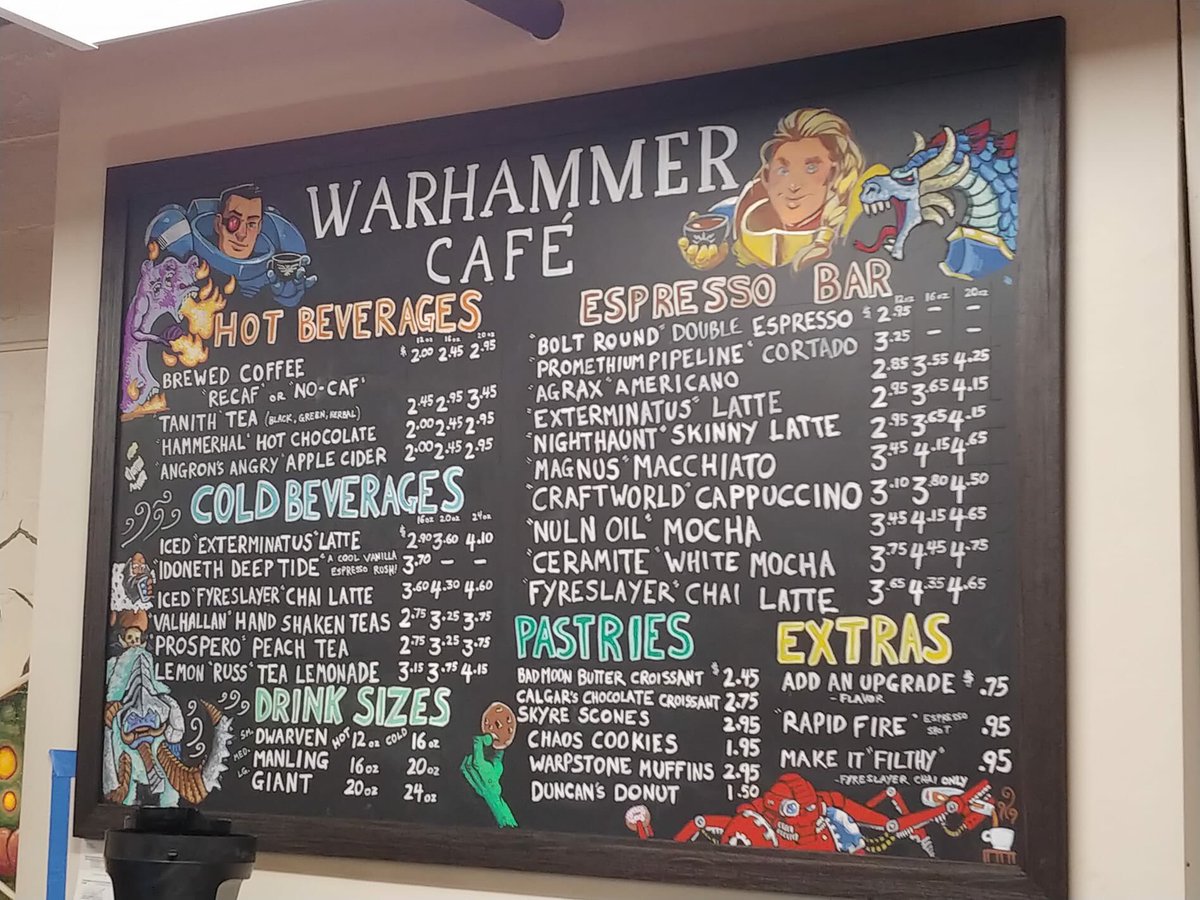 WARHAMMER
CAFÉ
HOT BEVERAGES
12oz 16oz 20oz
BREWED COFFEE $2.00 2.45 2.95
"RECAF" OR "NO-CAF"
TANITH TEA (BLACK, GREEN, HERBAL) 2.45 2.95 3.45
"HAMMERHAL" HOT CHOCOLATE 2.00 2.45 2.95
"ANGRON'S ANGRY" APPLE CIDER 2.00 2.45 2.95
COLD BEVERAGES
16oz 20oz 24oz
ICED "EXTERMINATUS" LATTE $2.90 3.60 4.10
"IDONETH DEEP TIDE" "A COOL VANILLA ESPRESSO RUSH! 3.70 – –
ICED "FYRESLAYER" CHAI LATTE 3.60 4.30 4.60
"VALHALLAN" HAND SHAKEN TEAS 2.75 3.25 3.75
"PROSPERO" PEACH TEA 2.75 3.25 3.75
LEMON "RUSS" TEA LEMONADE 3.15 3.75 4.15
DRINK SIZES
HOT COLD
SM. DWARVEN 12oz 16oz
MED. MANLING 16oz 20oz
LG. GIANT 20oz 24oz
ESPRESSO BAR
12oz 16oz 20oz
"BOLT ROUND" DOUBLE ESPRESSO $2.95 – –
"PROMETHIUM PIPELINE" CORTADO 3.25 – –
"AGRAX" AMERICANO 2.85 3.55 4.25
"EXTERMINATUS" LATTE 2.95 3.65 4.15
"NIGHTHAUNT" SKINNY LATTE 2.95 3.65 4.15
"MAGNUS" MACCHIATO 3.45 4.15 4.65
"CRAFTWORLD" CAPPUCCINO 3.10 3.80 4.50
"NULN OIL" MOCHA 3.45 4.15 4.65
"CERAMITE" WHITE MOCHA 3.75 4.45 4.75
"FYRESLAYER" CHAI LATTE 3.65 4.35 4.65
PASTRIES
BAD MOON BUTTER CROISSANT $2.45
CALGAR'S CHOCOLATE CROISSANT 2.75
SKYRE SCONES 2.95
CHAOS COOKIES 1.95
WARPSTONE MUFFINS 2.95
DUNCAN'S DONUT 1.50
EXTRAS
ADD AN UPGRADE $.75
-FLAVOR
"RAPID FIRE" ESPRESSO SHOT .95
MAKE IT "FILTHY" .95
-FYRESLAYER CHAI ONLY